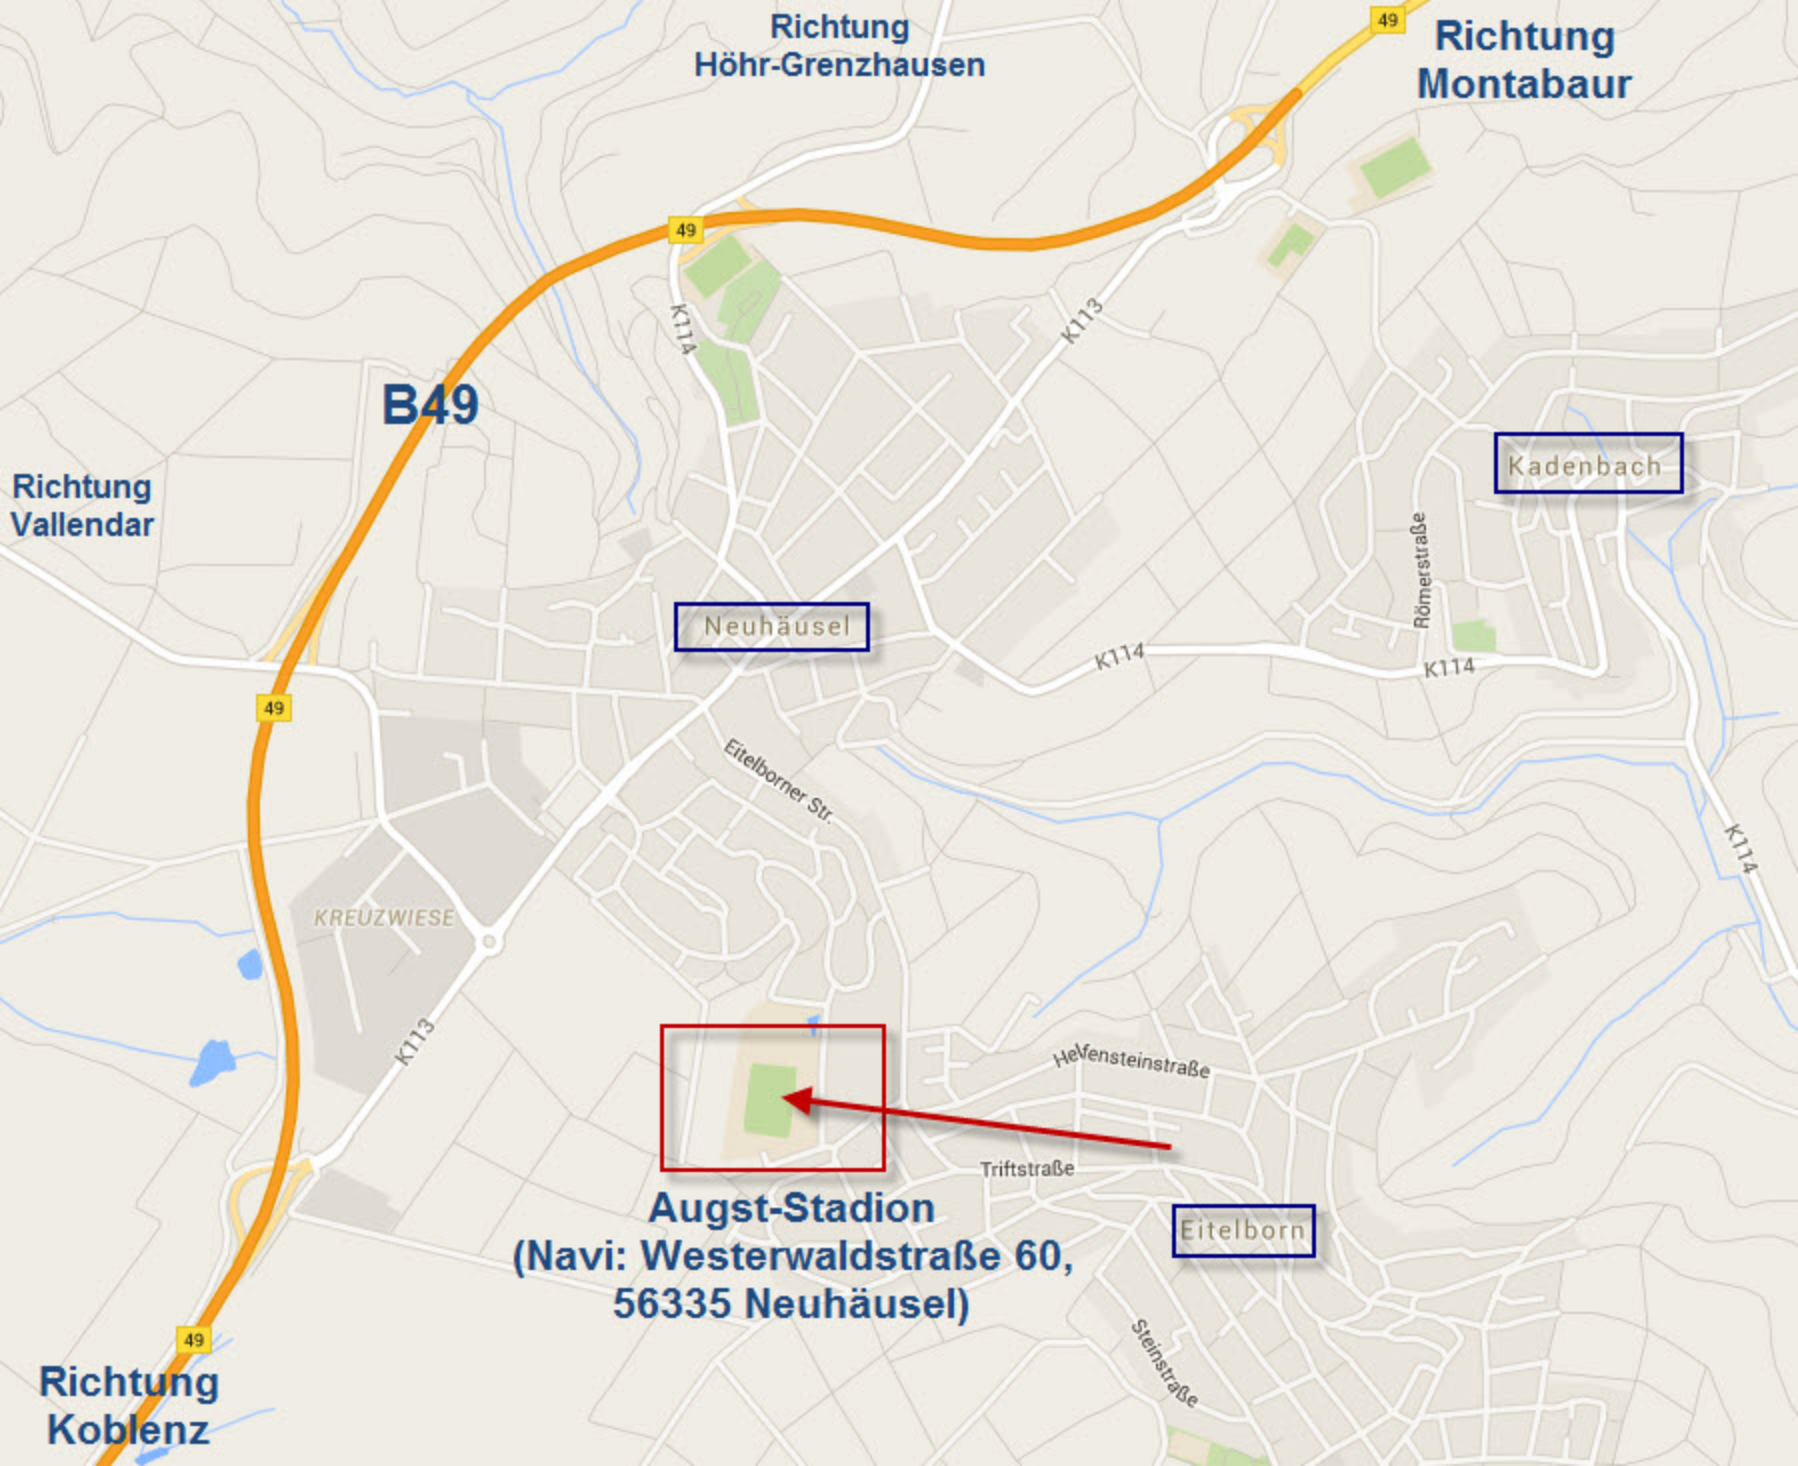 Richtung
Höhr-Grenzhausen
49
Richtung
Montabaur
49
K114
K113
B49
Kadenbach
Richtung
Vallendar
Römerstraße
Neuhäusel
K114
K114
49
Eitelborner Str.
K114
KREUZWIESE
K113
Helfensteinstraße
Triftstraße
Augst-Stadion
(Navi: Westerwaldstraße 60,
56335 Neuhäusel)
Eitelborn
Steinstraße
49
Richtung
Koblenz